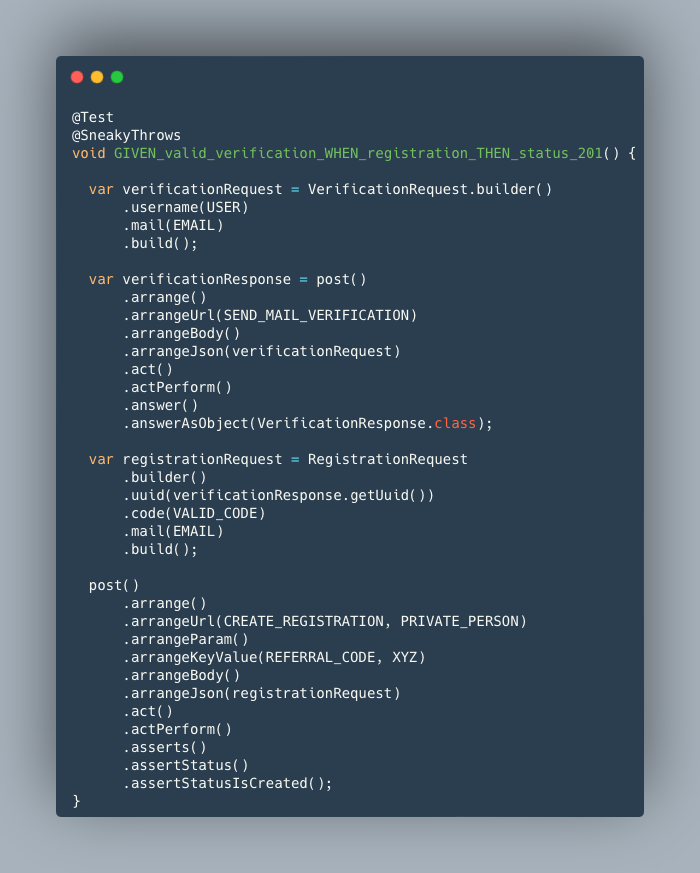 @Test
@SneakyThrows
void GIVEN_valid_verification_WHEN_registration_THEN_status_201() {

  var verificationRequest = VerificationRequest.builder()
      .username(USER)
      .mail(EMAIL)
      .build();

  var verificationResponse = post()
      .arrange()
      .arrangeUrl(SEND_MAIL_VERIFICATION)
      .arrangeBody()
      .arrangeJson(verificationRequest)
      .act()
      .actPerform()
      .answer()
      .answerAsObject(VerificationResponse.class);

  var registrationRequest = RegistrationRequest
      .builder()
      .uuid(verificationResponse.getUuid())
      .code(VALID_CODE)
      .mail(EMAIL)
      .build();

  post()
      .arrange()
      .arrangeUrl(CREATE_REGISTRATION, PRIVATE_PERSON)
      .arrangeParam()
      .arrangeKeyValue(REFERRAL_CODE, XYZ)
      .arrangeBody()
      .arrangeJson(registrationRequest)
      .act()
      .actPerform()
      .asserts()
      .assertStatus()
      .assertStatusIsCreated();
}